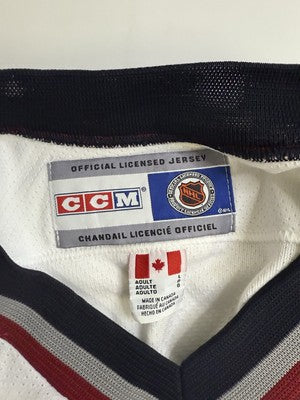 OFFICIAL LICENSED JERSEY
CCM
NHL
CHANDAIL LICENCIÉ OFFICIEL
ADULT
ADULTE
ADULTO
MADE IN CANADA
FABRIQUÉ AU CANADA
HECHO EN CANADA